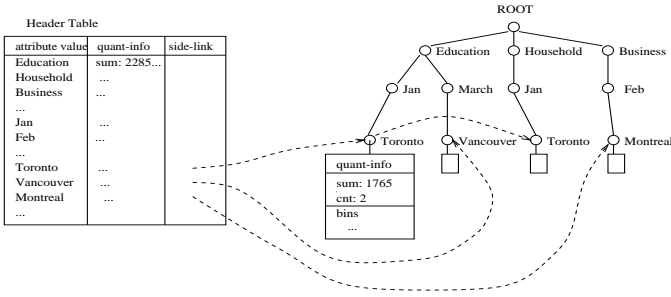 Header Table
attribute value quant-info side-link
Education sum: 2285...
Household ...
Business ...
...
Jan ...
Feb ...
...
Toronto ...
Vancouver ...
Montreal ...
...
ROOT
Education Household Business
Jan March Jan Feb
Toronto Vancouver Toronto Montreal
quant-info
sum: 1765
cnt: 2
bins
...